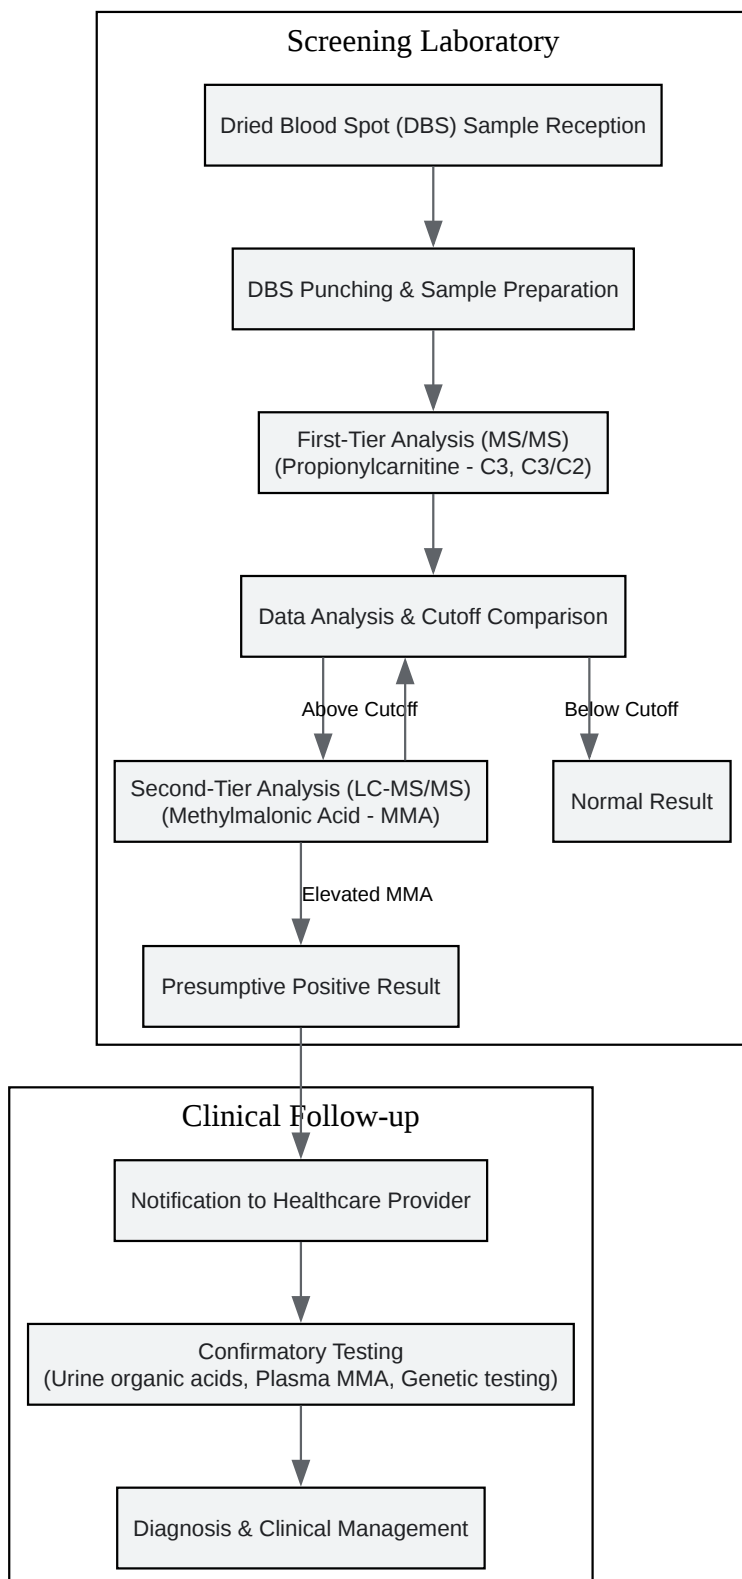 Screening Laboratory
Dried Blood Spot (DBS) Sample Reception
DBS Punching & Sample Preparation
First-Tier Analysis (MS/MS)
(Propionylcarnitine - C3, C3/C2)
Data Analysis & Cutoff Comparison
Above Cutoff
Below Cutoff
Second-Tier Analysis (LC-MS/MS)
(Methylmalonic Acid - MMA)
Normal Result
Elevated MMA
Presumptive Positive Result
Clinical Follow-up
Notification to Healthcare Provider
Confirmatory Testing
(Urine organic acids, Plasma MMA, Genetic testing)
Diagnosis & Clinical Management